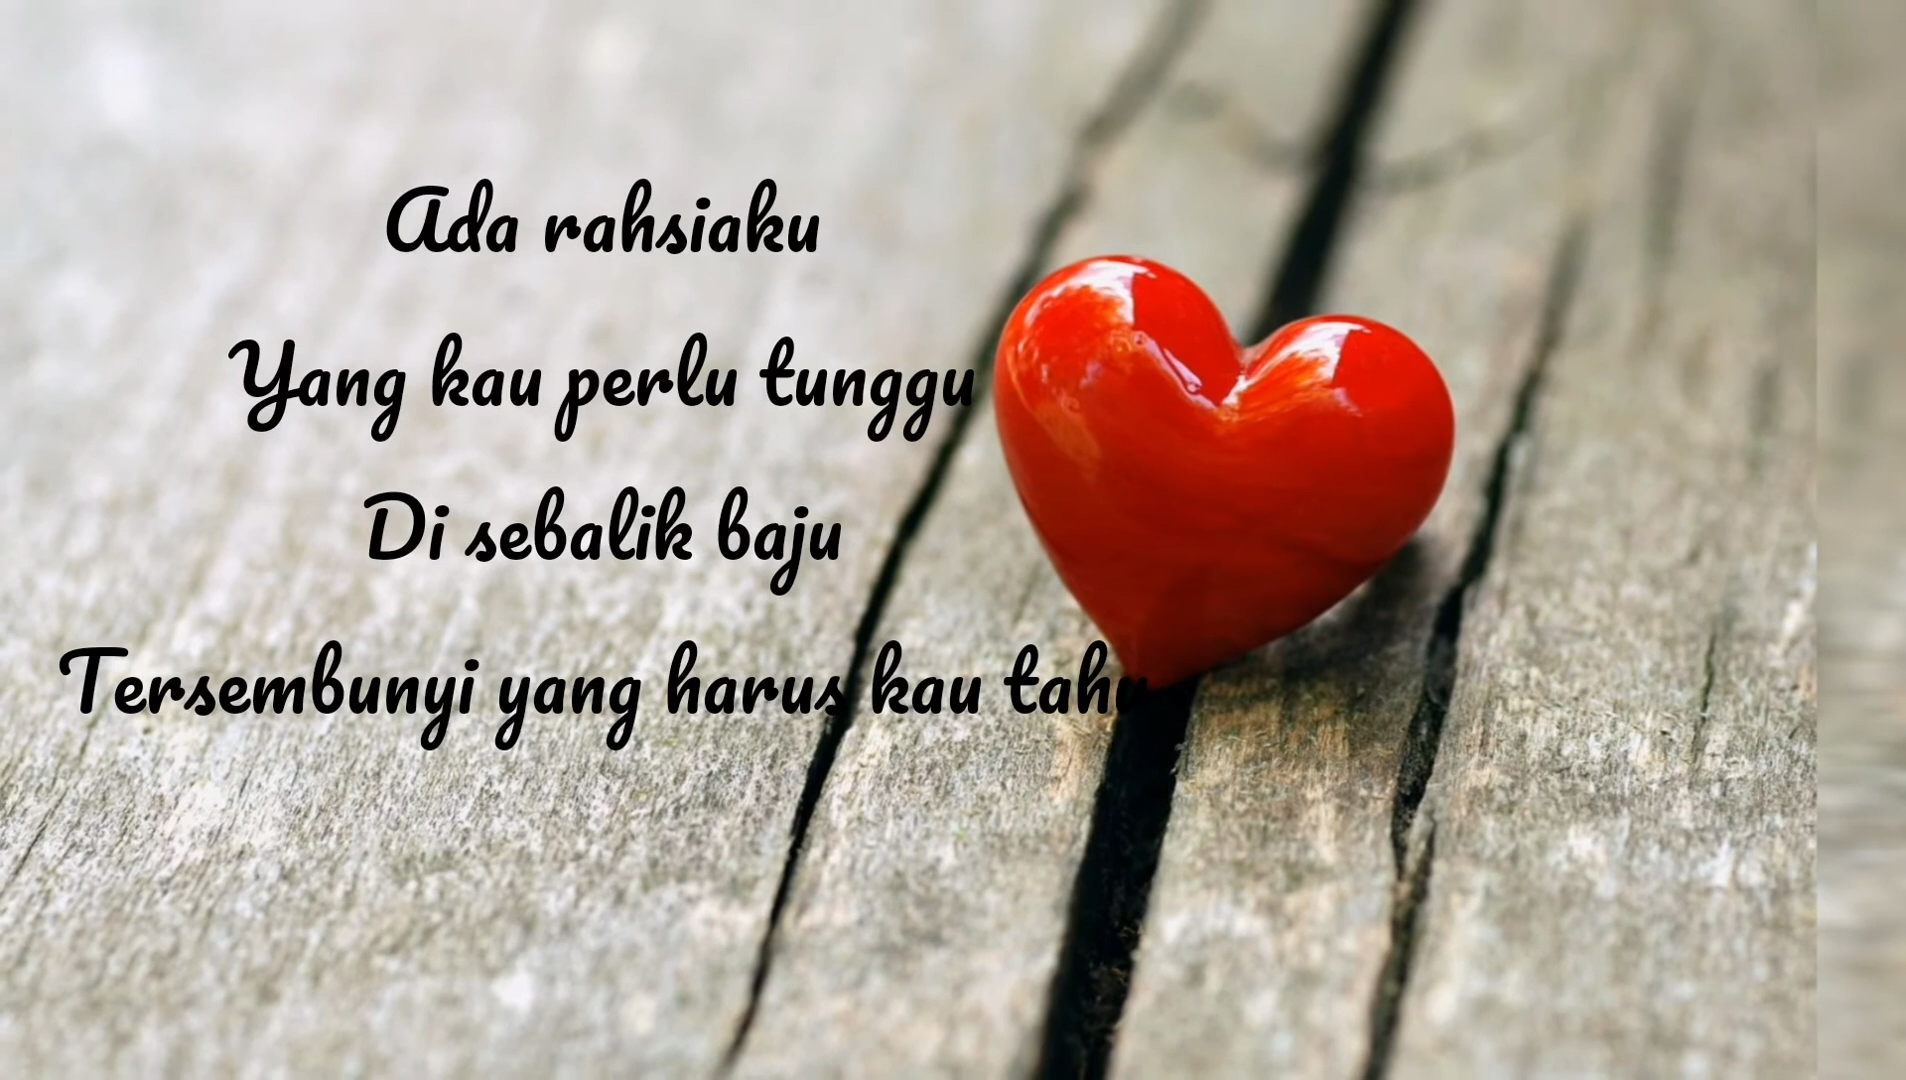 Ada rahsiaku
Yang kau perlu tunggu
Di sebalik baju
Tersembunyi yang harus kau tahu